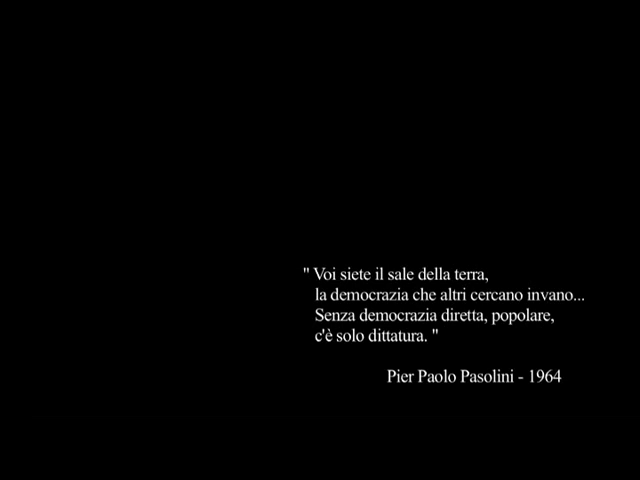 " Voi siete il sale della terra,
la democrazia che altri cercano invano...
Senza democrazia diretta, popolare,
c'è solo dittatura. "
Pier Paolo Pasolini - 1964